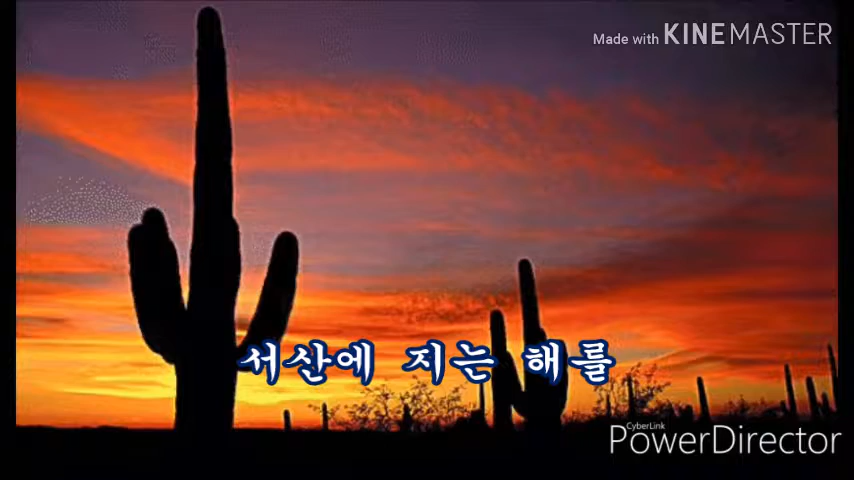 Made with KINEMASTER
서산에 지는 해를
CyberLink
PowerDirector